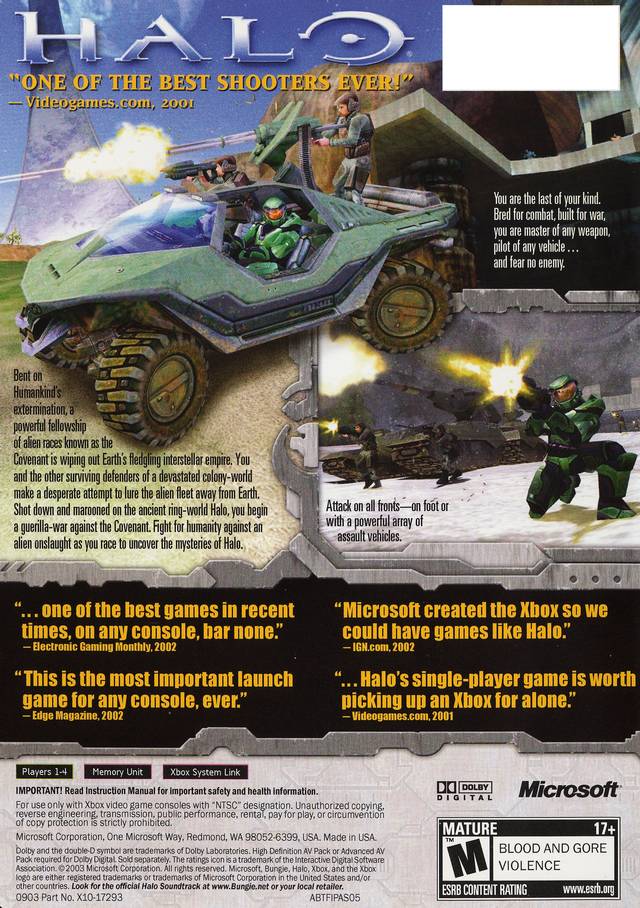 HALO®
"ONE OF THE BEST SHOOTERS EVER!"
— Videogames.com, 2001
You are the last of your kind.
Bred for combat, built for war,
you are master of any weapon,
pilot of any vehicle . . .
and fear no enemy.
Bent on
Humankind's
extermination, a
powerful fellowship
of alien races known as the
Covenant is wiping out Earth's fledgling interstellar empire. You
and the other surviving defenders of a devastated colony-world
make a desperate attempt to lure the alien fleet away from Earth.
Shot down and marooned on the ancient ring-world Halo, you begin
a guerilla-war against the Covenant. Fight for humanity against an
alien onslaught as you race to uncover the mysteries of Halo.
Attack on all fronts—on foot or
with a powerful array of
assault vehicles.
"... one of the best games in recent
times, on any console, bar none."
— Electronic Gaming Monthly, 2002
"This is the most important launch
game for any console, ever."
— Edge Magazine, 2002
"Microsoft created the Xbox so we
could have games like Halo."
— IGN.com, 2002
"... Halo's single-player game is worth
picking up an Xbox for alone."
— Videogames.com, 2001
Players 1-4
Memory Unit
Xbox System Link
IMPORTANT! Read Instruction Manual for important safety and health information.
For use only with Xbox video game consoles with "NTSC" designation. Unauthorized copying,
reverse engineering, transmission, public performance, rental, pay for play, or circumvention
of copy protection is strictly prohibited.
Microsoft Corporation, One Microsoft Way, Redmond, WA 98052-6399, USA. Made in USA.
Dolby and the double-D symbol are trademarks of Dolby Laboratories. High Definition AV Pack or Advanced AV
Pack required for Dolby Digital. Sold separately. The ratings icon is a trademark of the Interactive Digital Software
Association. ©2003 Microsoft Corporation. All rights reserved. Microsoft, Bungie, Halo, Xbox, and the Xbox
logo are either registered trademarks or trademarks of Microsoft Corporation in the United States and/or
other countries. Look for the official Halo Soundtrack at www.Bungie.net or your local retailer.
0903 Part No. X10-17293
ABTFIPAS05
DOLBY
DIGITAL
Microsoft®
MATURE 17+
M™
BLOOD AND GORE
VIOLENCE
ESRB CONTENT RATING www.esrb.org